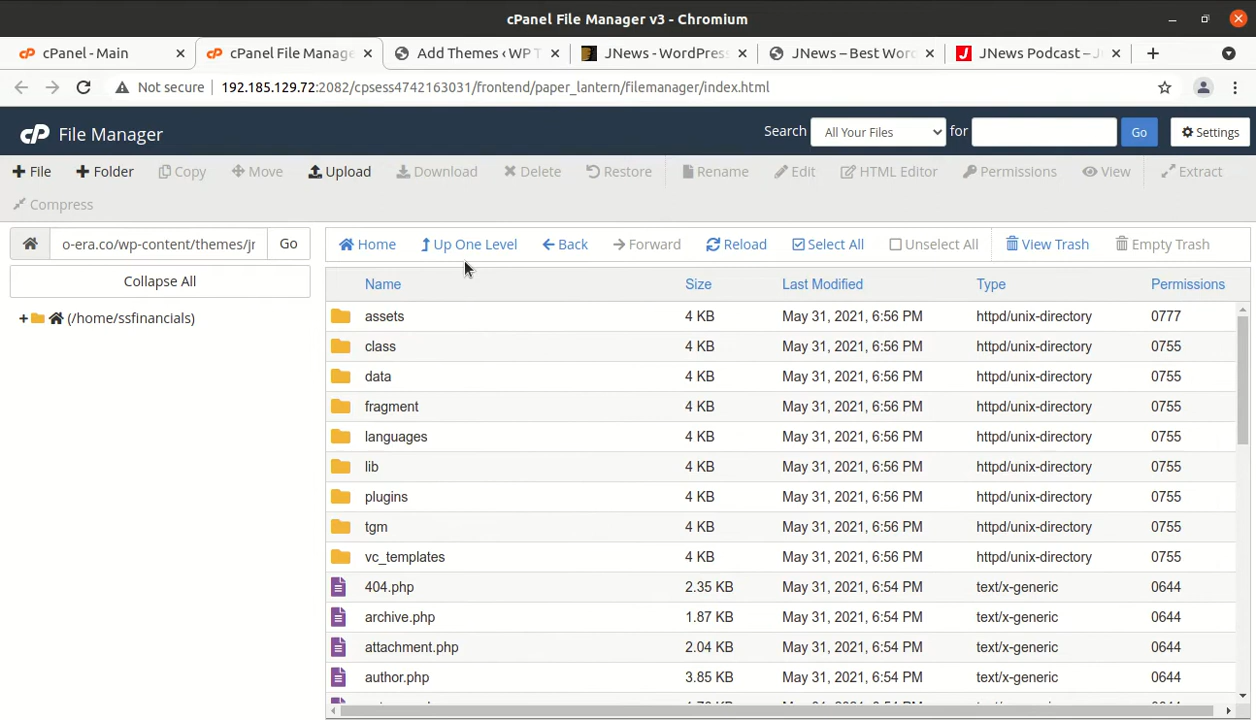 cPanel File Manager v3 - Chromium
cPanel - Main
cPanel File Manage
Add Themes ‹ WP T
JNews - WordPress
JNews – Best Wor
JNews Podcast – J
Not secure
192.185.129.72:2082/cpsess4742163031/frontend/paper_lantern/filemanager/index.html
cP File Manager
Search All Your Files for Go Settings
File Folder Copy Move Upload Download Delete Restore Rename Edit HTML Editor Permissions View Extract
Compress
o-era.co/wp-content/themes/jn Go
Home Up One Level Back Forward Reload Select All Unselect All View Trash Empty Trash
Collapse All
(/home/ssfinancials)
Name Size Last Modified Type Permissions
assets 4 KB May 31, 2021, 6:56 PM httpd/unix-directory 0777
class 4 KB May 31, 2021, 6:56 PM httpd/unix-directory 0755
data 4 KB May 31, 2021, 6:56 PM httpd/unix-directory 0755
fragment 4 KB May 31, 2021, 6:56 PM httpd/unix-directory 0755
languages 4 KB May 31, 2021, 6:56 PM httpd/unix-directory 0755
lib 4 KB May 31, 2021, 6:56 PM httpd/unix-directory 0755
plugins 4 KB May 31, 2021, 6:56 PM httpd/unix-directory 0755
tgm 4 KB May 31, 2021, 6:56 PM httpd/unix-directory 0755
vc_templates 4 KB May 31, 2021, 6:56 PM httpd/unix-directory 0755
404.php 2.35 KB May 31, 2021, 6:54 PM text/x-generic 0644
archive.php 1.87 KB May 31, 2021, 6:54 PM text/x-generic 0644
attachment.php 2.04 KB May 31, 2021, 6:54 PM text/x-generic 0644
author.php 3.85 KB May 31, 2021, 6:54 PM text/x-generic 0644